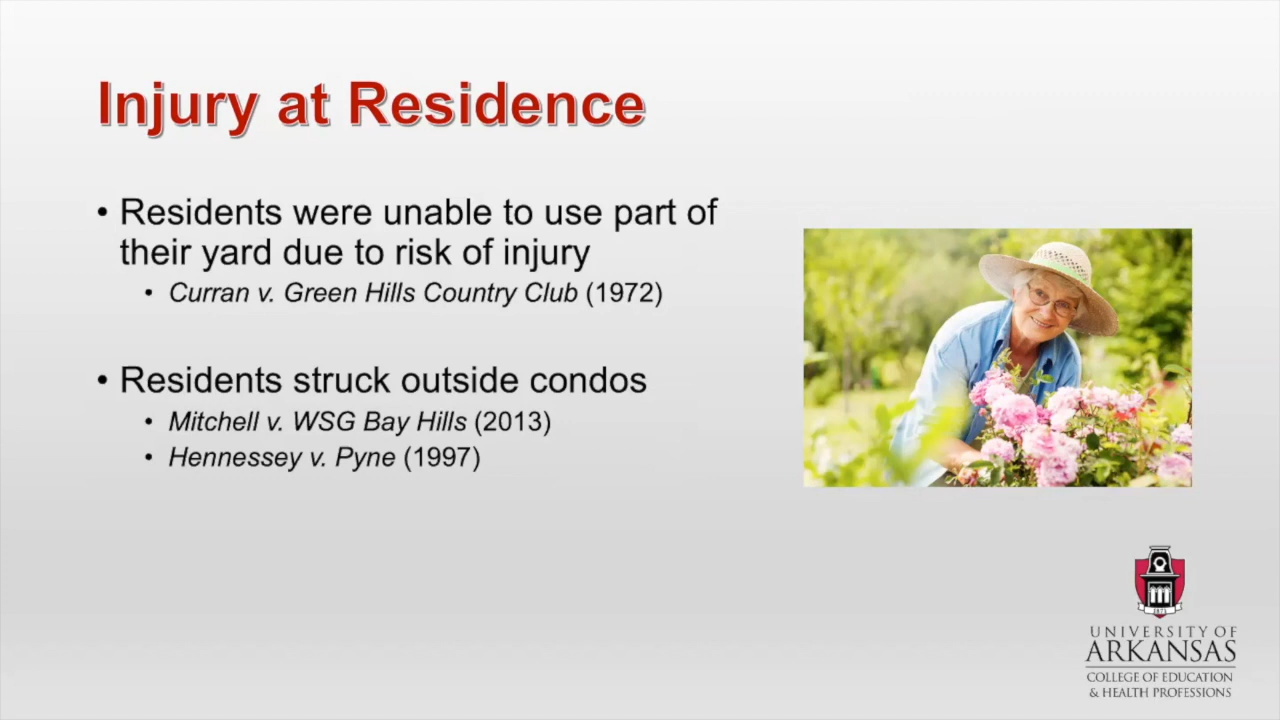 Injury at Residence
• Residents were unable to use part of
their yard due to risk of injury
• Curran v. Green Hills Country Club (1972)
• Residents struck outside condos
• Mitchell v. WSG Bay Hills (2013)
• Hennessey v. Pyne (1997)
1871
UNIVERSITY OF
ARKANSAS
COLLEGE OF EDUCATION
& HEALTH PROFESSIONS